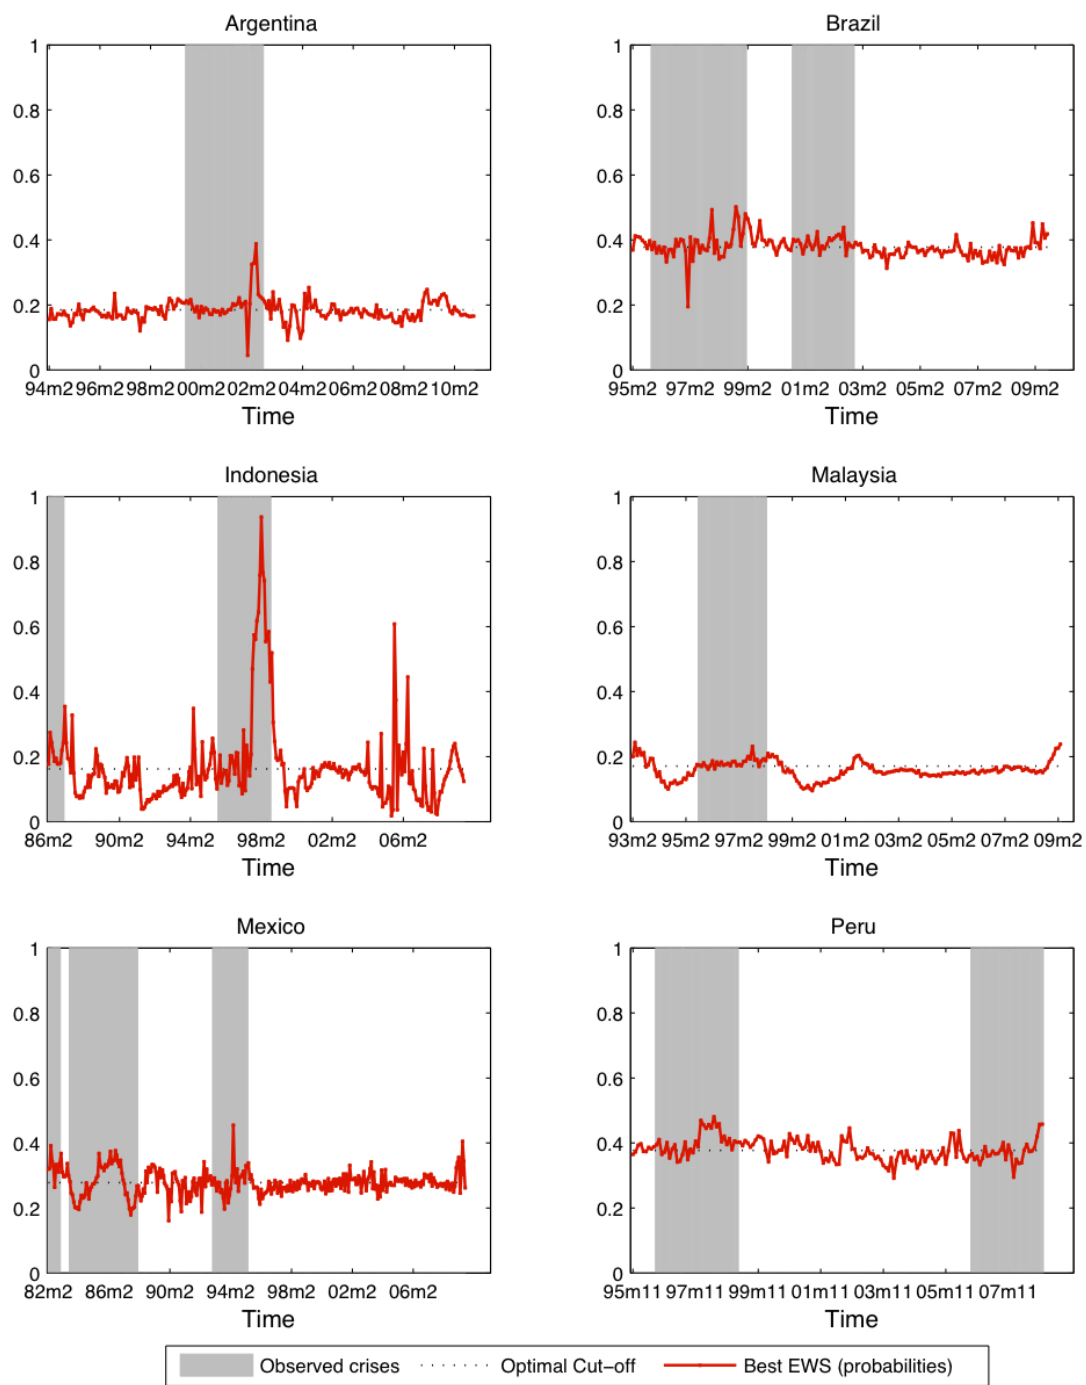 Argentina
1
0.8
0.6
0.4
0.2
0
94m2 96m2 98m2 00m2 02m2 04m2 06m2 08m2 10m2
Time
Brazil
1
0.8
0.6
0.4
0.2
0
95m2 97m2 99m2 01m2 03m2 05m2 07m2 09m2
Time
Indonesia
1
0.8
0.6
0.4
0.2
0
86m2 90m2 94m2 98m2 02m2 06m2
Time
Malaysia
1
0.8
0.6
0.4
0.2
0
93m2 95m2 97m2 99m2 01m2 03m2 05m2 07m2 09m2
Time
Mexico
1
0.8
0.6
0.4
0.2
0
82m2 86m2 90m2 94m2 98m2 02m2 06m2
Time
Peru
1
0.8
0.6
0.4
0.2
0
95m11 97m11 99m11 01m11 03m11 05m11 07m11
Time
Observed crises Optimal Cut−off Best EWS (probabilities)